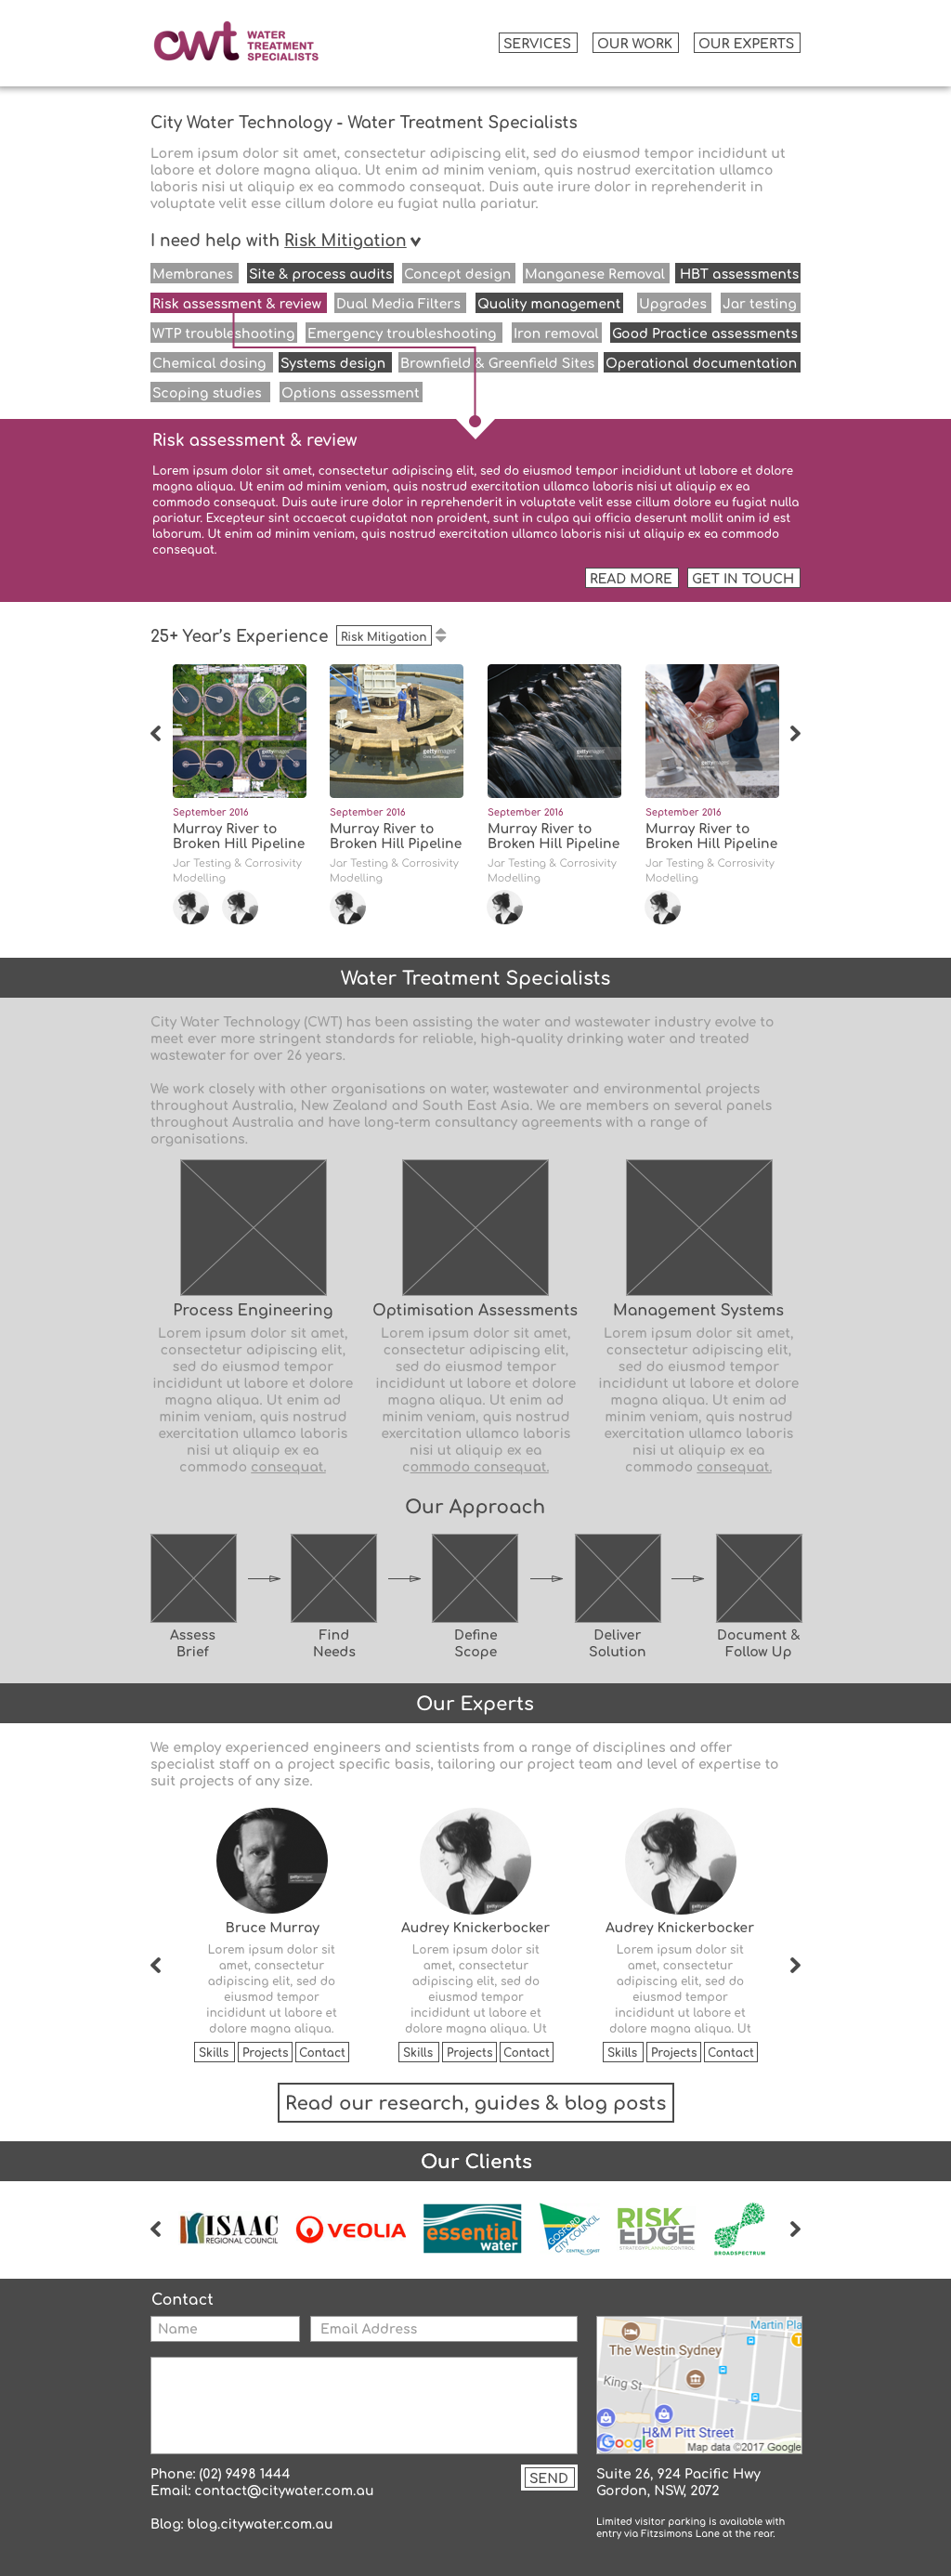 cwt WATER
TREATMENT
SPECIALISTS
SERVICES OUR WORK OUR EXPERTS
City Water Technology - Water Treatment Specialists
Lorem ipsum dolor sit amet, consectetur adipiscing elit, sed do eiusmod tempor incididunt ut
labore et dolore magna aliqua. Ut enim ad minim veniam, quis nostrud exercitation ullamco
laboris nisi ut aliquip ex ea commodo consequat. Duis aute irure dolor in reprehenderit in
voluptate velit esse cillum dolore eu fugiat nulla pariatur.
I need help with Risk Mitigation
Membranes Site & process audits Concept design Manganese Removal HBT assessments
Risk assessment & review Dual Media Filters Quality management Upgrades Jar testing
WTP troubleshooting Emergency troubleshooting Iron removal Good Practice assessments
Chemical dosing Systems design Brownfield & Greenfield Sites Operational documentation
Scoping studies Options assessment
Risk assessment & review
Lorem ipsum dolor sit amet, consectetur adipiscing elit, sed do eiusmod tempor incididunt ut labore et dolore
magna aliqua. Ut enim ad minim veniam, quis nostrud exercitation ullamco laboris nisi ut aliquip ex ea
commodo consequat. Duis aute irure dolor in reprehenderit in voluptate velit esse cillum dolore eu fugiat nulla
pariatur. Excepteur sint occaecat cupidatat non proident, sunt in culpa qui officia deserunt mollit anim id est
laborum. Ut enim ad minim veniam, quis nostrud exercitation ullamco laboris nisi ut aliquip ex ea commodo
consequat.
READ MORE GET IN TOUCH
25+ Year's Experience Risk Mitigation
gettyimages gettyimages gettyimages gettyimages
September 2016 September 2016 September 2016 September 2016
Murray River to Murray River to Murray River to Murray River to
Broken Hill Pipeline Broken Hill Pipeline Broken Hill Pipeline Broken Hill Pipeline
Jar Testing & Corrosivity Jar Testing & Corrosivity Jar Testing & Corrosivity Jar Testing & Corrosivity
Modelling Modelling Modelling Modelling
Water Treatment Specialists
City Water Technology (CWT) has been assisting the water and wastewater industry evolve to
meet ever more stringent standards for reliable, high-quality drinking water and treated
wastewater for over 26 years.
We work closely with other organisations on water, wastewater and environmental projects
throughout Australia, New Zealand and South East Asia. We are members on several panels
throughout Australia and have long-term consultancy agreements with a range of
organisations.
Process Engineering Optimisation Assessments Management Systems
Lorem ipsum dolor sit amet, Lorem ipsum dolor sit amet, Lorem ipsum dolor sit amet,
consectetur adipiscing elit, consectetur adipiscing elit, consectetur adipiscing elit,
sed do eiusmod tempor sed do eiusmod tempor sed do eiusmod tempor
incididunt ut labore et dolore incididunt ut labore et dolore incididunt ut labore et dolore
magna aliqua. Ut enim ad magna aliqua. Ut enim ad magna aliqua. Ut enim ad
minim veniam, quis nostrud minim veniam, quis nostrud minim veniam, quis nostrud
exercitation ullamco laboris exercitation ullamco laboris exercitation ullamco laboris
nisi ut aliquip ex ea nisi ut aliquip ex ea nisi ut aliquip ex ea
commodo consequat. commodo consequat. commodo consequat.
Our Approach
Assess Find Define Deliver Document &
Brief Needs Scope Solution Follow Up
Our Experts
We employ experienced engineers and scientists from a range of disciplines and offer
specialist staff on a project specific basis, tailoring our project team and level of expertise to
suit projects of any size.
gettyimages
Bruce Murray Audrey Knickerbocker Audrey Knickerbocker
Lorem ipsum dolor sit Lorem ipsum dolor sit Lorem ipsum dolor sit
amet, consectetur amet, consectetur amet, consectetur
adipiscing elit, sed do adipiscing elit, sed do adipiscing elit, sed do
eiusmod tempor eiusmod tempor eiusmod tempor
incididunt ut labore et incididunt ut labore et incididunt ut labore et
dolore magna aliqua. dolore magna aliqua. Ut dolore magna aliqua. Ut
Skills Projects Contact Skills Projects Contact Skills Projects Contact
Read our research, guides & blog posts
Our Clients
ISAAC
REGIONAL COUNCIL
VEOLIA
essential
water
GOSFORD
CITY COUNCIL
CENTRAL COAST
RISK
EDGE
STRATEGYPLANNINGCONTROL
BROADSPECTRUM
Contact
Name Email Address
Martin Pla
The Westin Sydney
King St
H&M Pitt Street
Google Map data ©2017 Google
SEND
Phone: (02) 9498 1444
Email: contact@citywater.com.au
Blog: blog.citywater.com.au
Suite 26, 924 Pacific Hwy
Gordon, NSW, 2072
Limited visitor parking is available with
entry via Fitzsimons Lane at the rear.